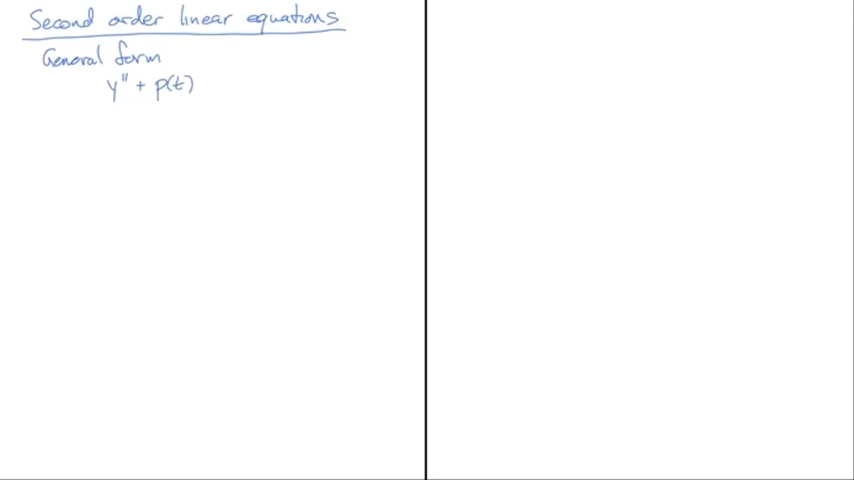 Second order linear equations
General form
y'' + p(t)